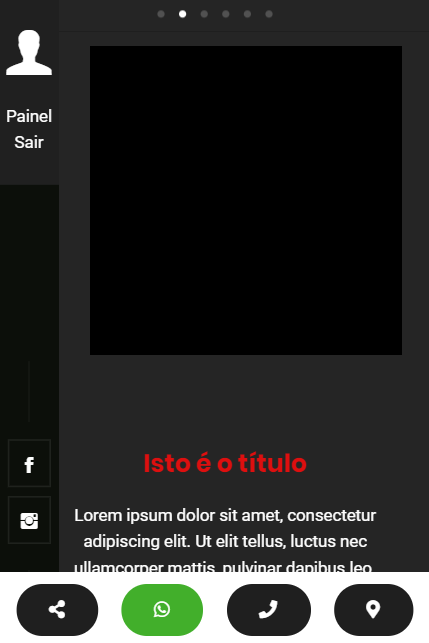 Painel
Sair
Isto é o título
Lorem ipsum dolor sit amet, consectetur
adipiscing elit. Ut elit tellus, luctus nec
ullamcorper mattis, pulvinar dapibus leo.